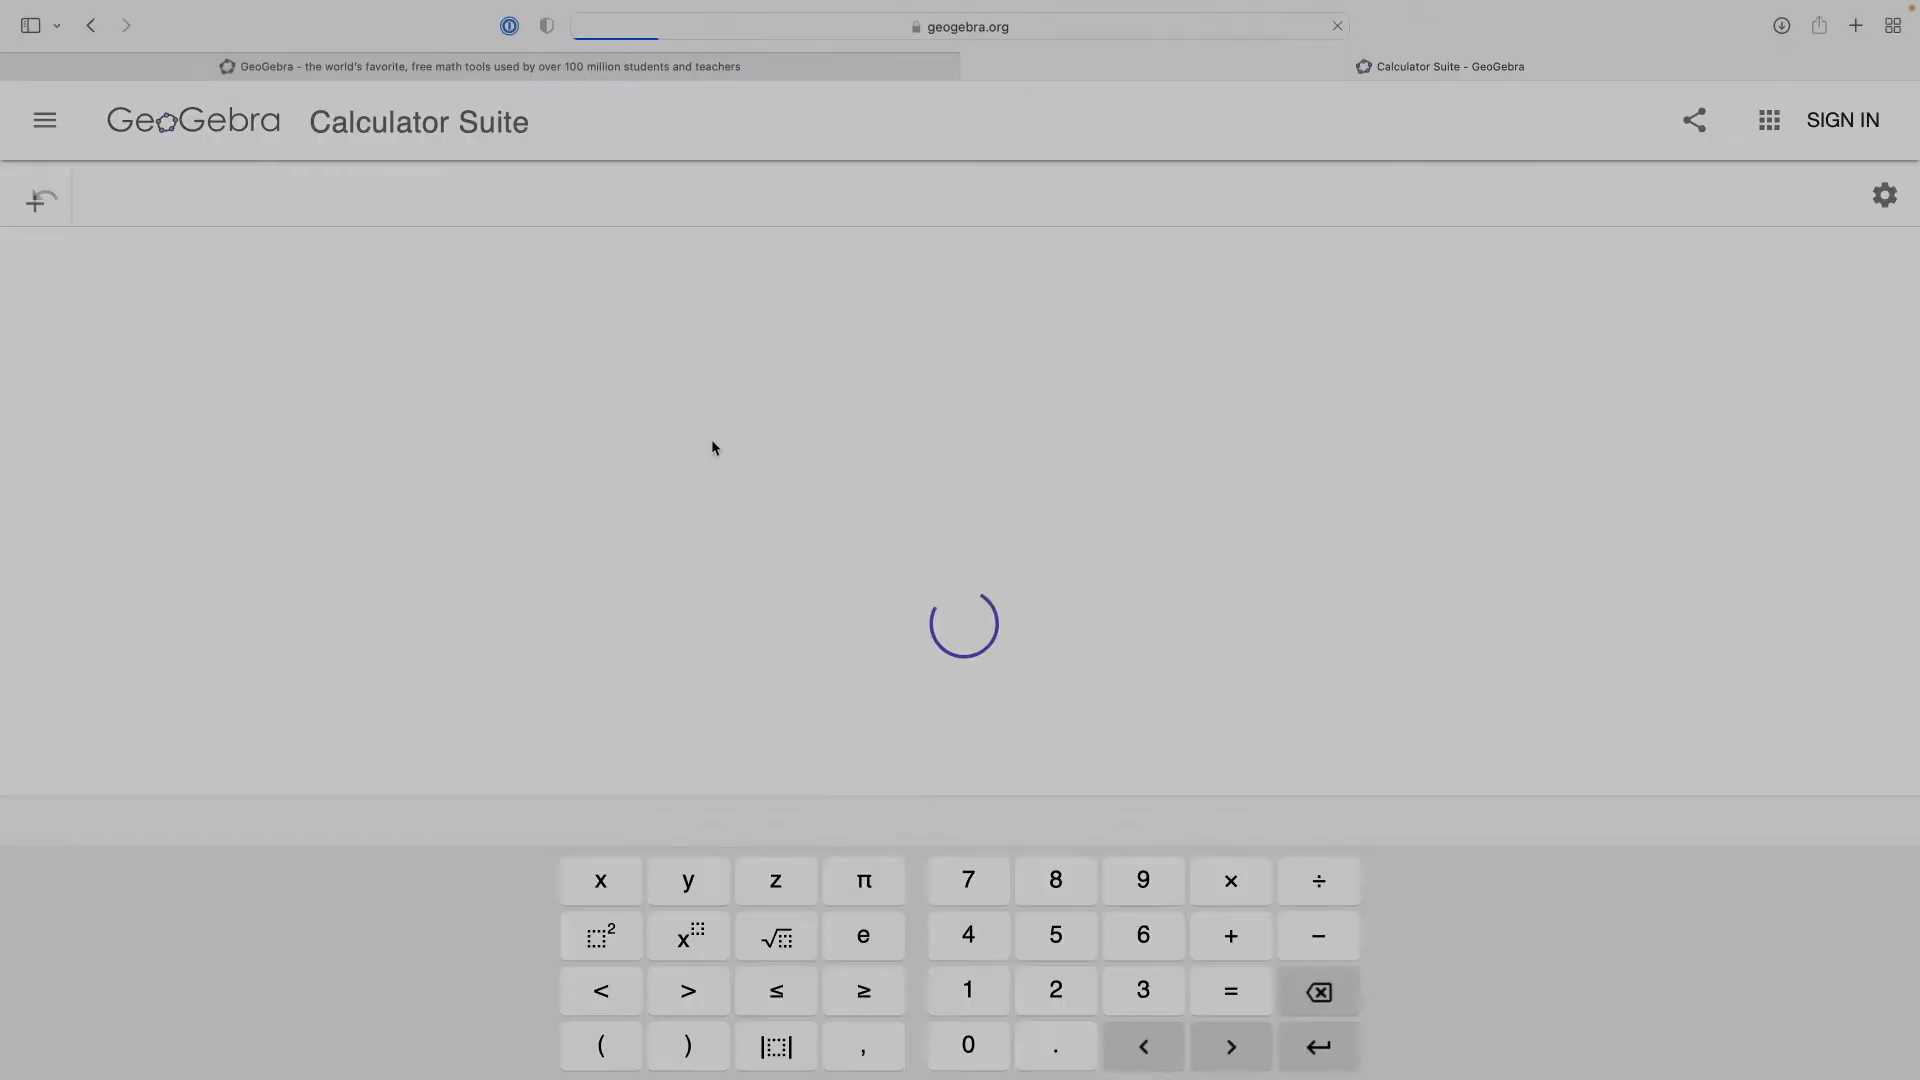 geogebra.org
GeoGebra - the world's favorite, free math tools used by over 100 million students and teachers
Calculator Suite - GeoGebra
GeoGebra Calculator Suite
SIGN IN
x y z π 7 8 9 × ÷
2 x √ e 4 5 6 + −
< > ≤ ≥ 1 2 3 =
( ) | | , 0 . < >